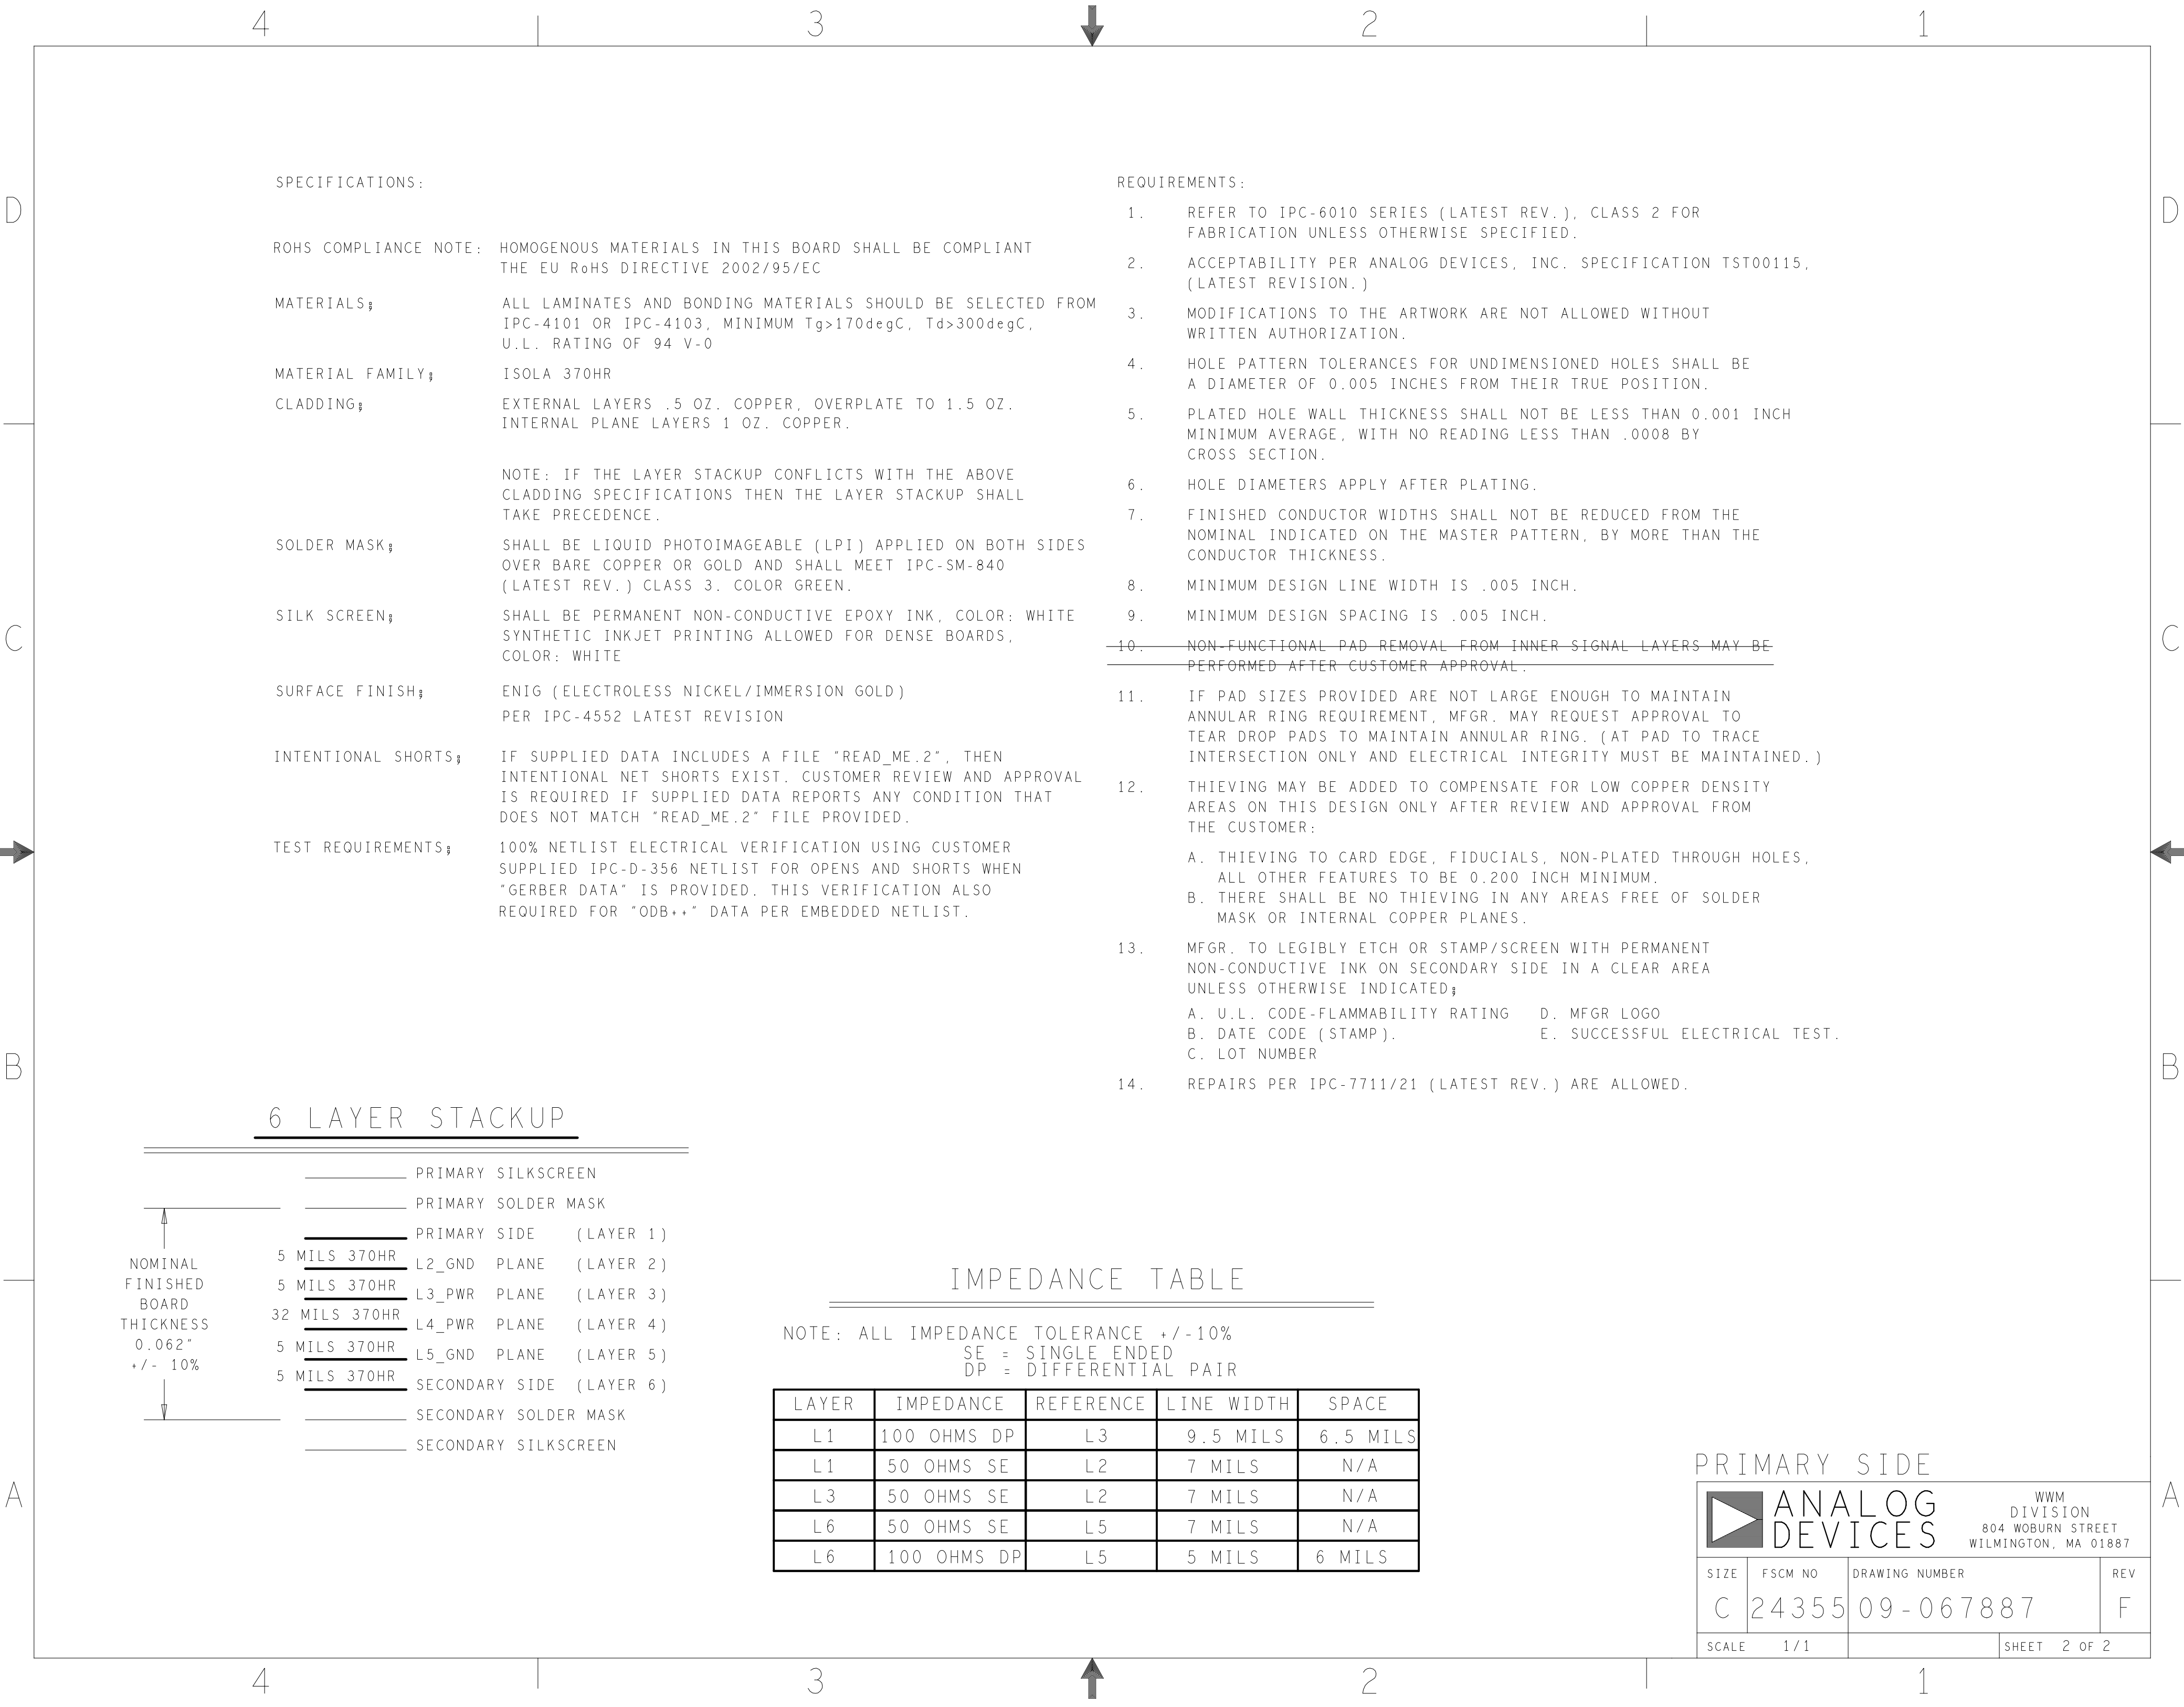 4 3 2 1
D D
SPECIFICATIONS:
ROHS COMPLIANCE NOTE: HOMOGENOUS MATERIALS IN THIS BOARD SHALL BE COMPLIANT
THE EU RoHS DIRECTIVE 2002/95/EC
MATERIALS; ALL LAMINATES AND BONDING MATERIALS SHOULD BE SELECTED FROM
IPC-4101 OR IPC-4103, MINIMUM Tg>170degC, Td>300degC,
U.L. RATING OF 94 V-0
MATERIAL FAMILY; ISOLA 370HR
CLADDING; EXTERNAL LAYERS .5 OZ. COPPER, OVERPLATE TO 1.5 OZ.
INTERNAL PLANE LAYERS 1 OZ. COPPER.
NOTE: IF THE LAYER STACKUP CONFLICTS WITH THE ABOVE
CLADDING SPECIFICATIONS THEN THE LAYER STACKUP SHALL
TAKE PRECEDENCE.
SOLDER MASK; SHALL BE LIQUID PHOTOIMAGEABLE (LPI) APPLIED ON BOTH SIDES
OVER BARE COPPER OR GOLD AND SHALL MEET IPC-SM-840
(LATEST REV.) CLASS 3. COLOR GREEN.
SILK SCREEN; SHALL BE PERMANENT NON-CONDUCTIVE EPOXY INK, COLOR: WHITE
SYNTHETIC INKJET PRINTING ALLOWED FOR DENSE BOARDS,
COLOR: WHITE
SURFACE FINISH; ENIG (ELECTROLESS NICKEL/IMMERSION GOLD)
PER IPC-4552 LATEST REVISION
INTENTIONAL SHORTS; IF SUPPLIED DATA INCLUDES A FILE "READ_ME.2", THEN
INTENTIONAL NET SHORTS EXIST. CUSTOMER REVIEW AND APPROVAL
IS REQUIRED IF SUPPLIED DATA REPORTS ANY CONDITION THAT
DOES NOT MATCH "READ_ME.2" FILE PROVIDED.
TEST REQUIREMENTS; 100% NETLIST ELECTRICAL VERIFICATION USING CUSTOMER
SUPPLIED IPC-D-356 NETLIST FOR OPENS AND SHORTS WHEN
"GERBER DATA" IS PROVIDED. THIS VERIFICATION ALSO
REQUIRED FOR "ODB++" DATA PER EMBEDDED NETLIST.
REQUIREMENTS:
1. REFER TO IPC-6010 SERIES (LATEST REV.), CLASS 2 FOR
FABRICATION UNLESS OTHERWISE SPECIFIED.
2. ACCEPTABILITY PER ANALOG DEVICES, INC. SPECIFICATION TST00115,
(LATEST REVISION.)
3. MODIFICATIONS TO THE ARTWORK ARE NOT ALLOWED WITHOUT
WRITTEN AUTHORIZATION.
4. HOLE PATTERN TOLERANCES FOR UNDIMENSIONED HOLES SHALL BE
A DIAMETER OF 0.005 INCHES FROM THEIR TRUE POSITION.
5. PLATED HOLE WALL THICKNESS SHALL NOT BE LESS THAN 0.001 INCH
MINIMUM AVERAGE, WITH NO READING LESS THAN .0008 BY
CROSS SECTION.
6. HOLE DIAMETERS APPLY AFTER PLATING.
7. FINISHED CONDUCTOR WIDTHS SHALL NOT BE REDUCED FROM THE
NOMINAL INDICATED ON THE MASTER PATTERN, BY MORE THAN THE
CONDUCTOR THICKNESS.
8. MINIMUM DESIGN LINE WIDTH IS .005 INCH.
9. MINIMUM DESIGN SPACING IS .005 INCH.
10. NON-FUNCTIONAL PAD REMOVAL FROM INNER SIGNAL LAYERS MAY BE
PERFORMED AFTER CUSTOMER APPROVAL.
11. IF PAD SIZES PROVIDED ARE NOT LARGE ENOUGH TO MAINTAIN
ANNULAR RING REQUIREMENT, MFGR. MAY REQUEST APPROVAL TO
TEAR DROP PADS TO MAINTAIN ANNULAR RING. (AT PAD TO TRACE
INTERSECTION ONLY AND ELECTRICAL INTEGRITY MUST BE MAINTAINED.)
12. THIEVING MAY BE ADDED TO COMPENSATE FOR LOW COPPER DENSITY
AREAS ON THIS DESIGN ONLY AFTER REVIEW AND APPROVAL FROM
THE CUSTOMER:
A. THIEVING TO CARD EDGE, FIDUCIALS, NON-PLATED THROUGH HOLES,
ALL OTHER FEATURES TO BE 0.200 INCH MINIMUM.
B. THERE SHALL BE NO THIEVING IN ANY AREAS FREE OF SOLDER
MASK OR INTERNAL COPPER PLANES.
13. MFGR. TO LEGIBLY ETCH OR STAMP/SCREEN WITH PERMANENT
NON-CONDUCTIVE INK ON SECONDARY SIDE IN A CLEAR AREA
UNLESS OTHERWISE INDICATED;
A. U.L. CODE-FLAMMABILITY RATING D. MFGR LOGO
B. DATE CODE (STAMP). E. SUCCESSFUL ELECTRICAL TEST.
C. LOT NUMBER
14. REPAIRS PER IPC-7711/21 (LATEST REV.) ARE ALLOWED.
C C
B B
6 LAYER STACKUP
PRIMARY SILKSCREEN
PRIMARY SOLDER MASK
PRIMARY SIDE (LAYER 1)
5 MILS 370HR L2_GND PLANE (LAYER 2)
5 MILS 370HR L3_PWR PLANE (LAYER 3)
32 MILS 370HR L4_PWR PLANE (LAYER 4)
5 MILS 370HR L5_GND PLANE (LAYER 5)
5 MILS 370HR SECONDARY SIDE (LAYER 6)
SECONDARY SOLDER MASK
SECONDARY SILKSCREEN
NOMINAL
FINISHED
BOARD
THICKNESS
0.062"
+/- 10%
IMPEDANCE TABLE
NOTE: ALL IMPEDANCE TOLERANCE +/-10%
SE = SINGLE ENDED
DP = DIFFERENTIAL PAIR
LAYER IMPEDANCE REFERENCE LINE WIDTH SPACE
L1 100 OHMS DP L3 9.5 MILS 6.5 MILS
L1 50 OHMS SE L2 7 MILS N/A
L3 50 OHMS SE L2 7 MILS N/A
L6 50 OHMS SE L5 7 MILS N/A
L6 100 OHMS DP L5 5 MILS 6 MILS
A A
PRIMARY SIDE
ANALOG
DEVICES
WWM
DIVISION
804 WOBURN STREET
WILMINGTON, MA 01887
SIZE FSCM NO DRAWING NUMBER REV
C 24355 09-067887 F
SCALE 1/1 SHEET 2 OF 2
4 3 2 1